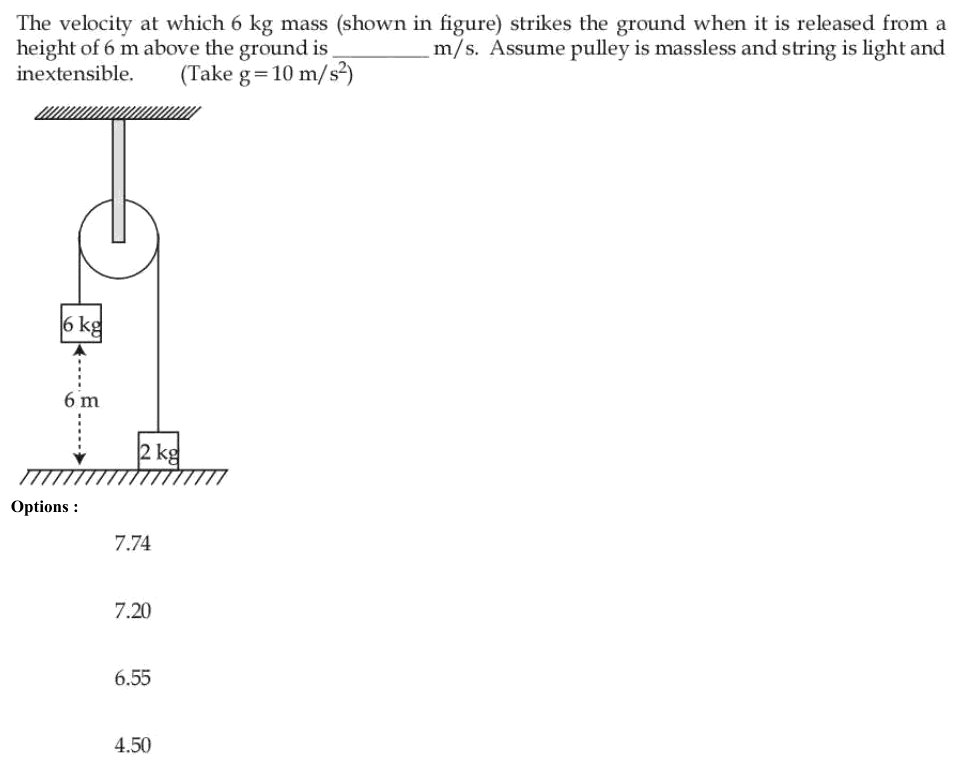 The velocity at which 6 kg mass (shown in figure) strikes the ground when it is released from a
height of 6 m above the ground is _________ m/s. Assume pulley is massless and string is light and
inextensible. (Take g = 10 m/s²)
6 kg
6 m
2 kg
Options :
7.74
7.20
6.55
4.50